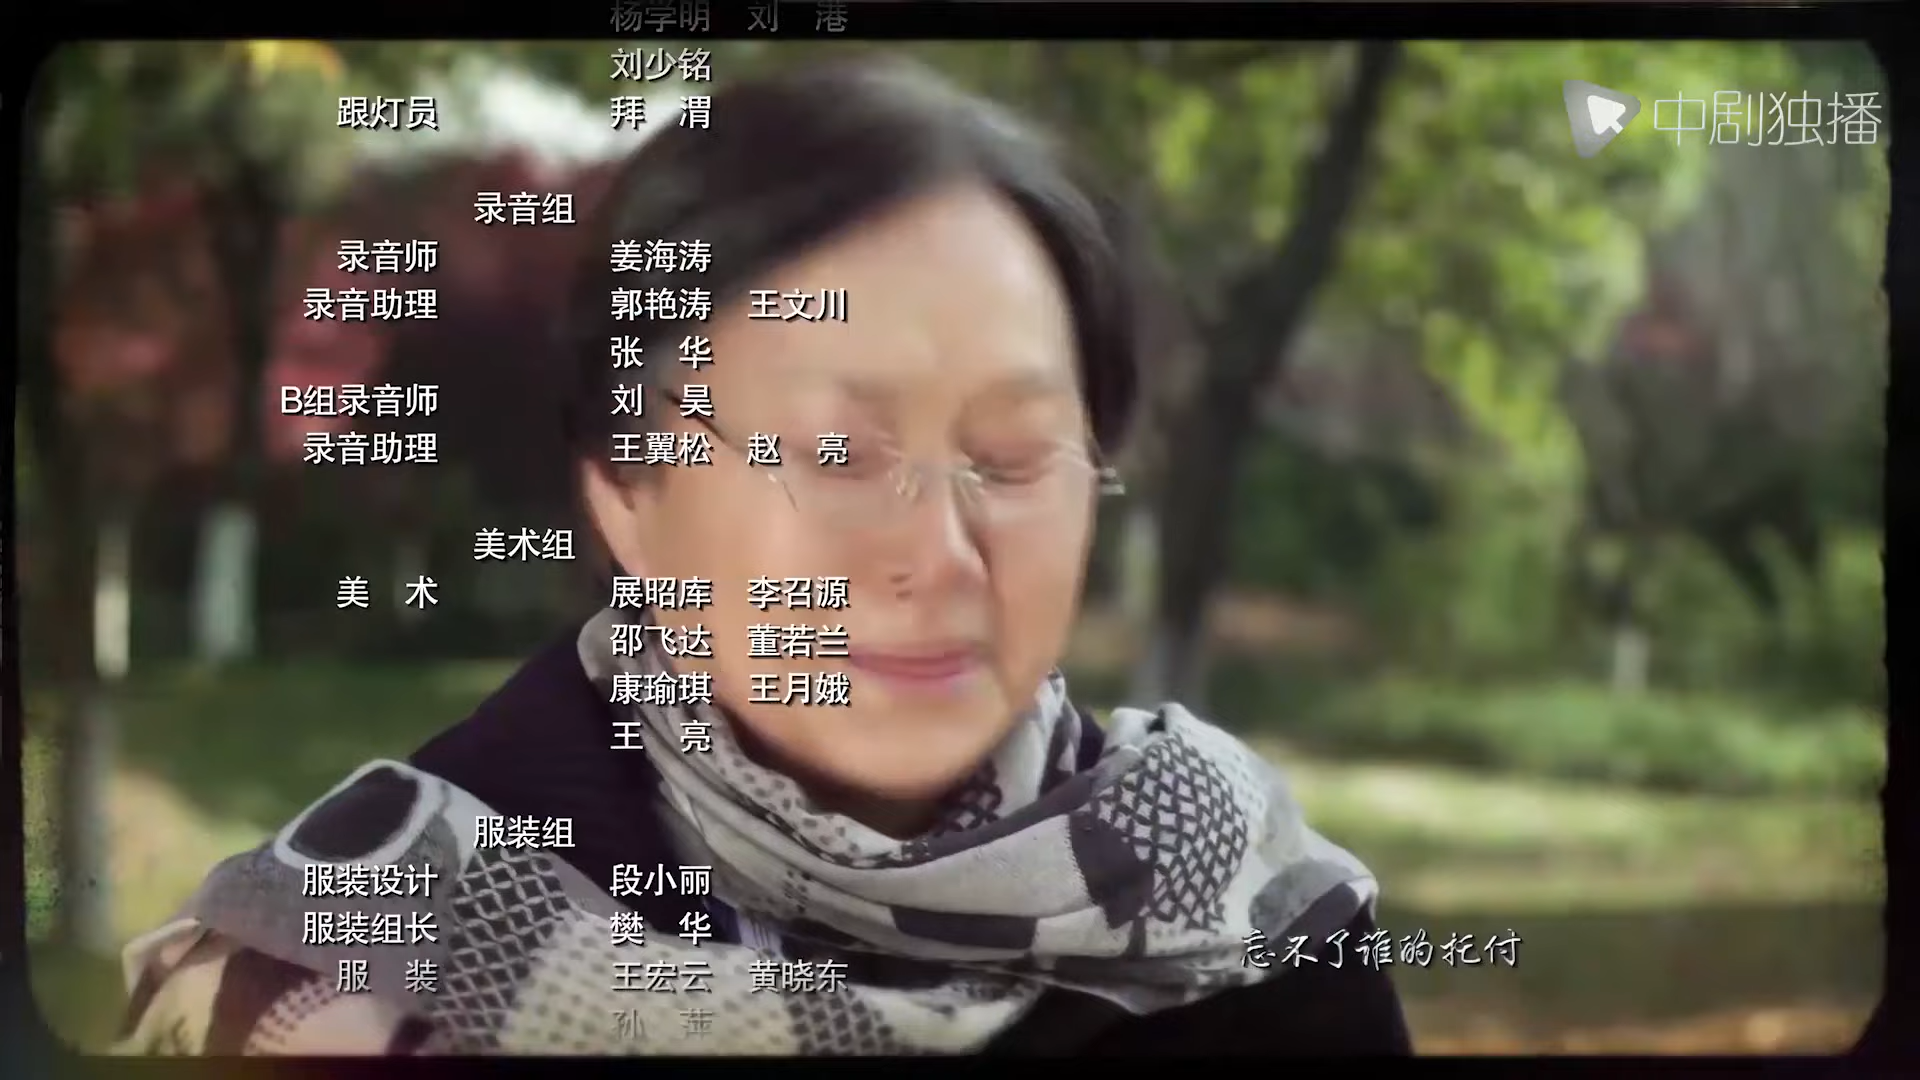 杨学明 刘 港
刘少铭
跟灯员 拜 渭
中剧独播
录音组
录音师 姜海涛
录音助理 郭艳涛 王文川
张 华
B组录音师 刘 昊
录音助理 王翼松 赵 亮
美术组
美 术 展昭库 李召源
邵飞达 董若兰
康瑜琪 王月娥
王 亮
服装组
服装设计 段小丽
服装组长 樊 华
忘不了谁的托付
服 装 王宏云 黄晓东
孙 萍